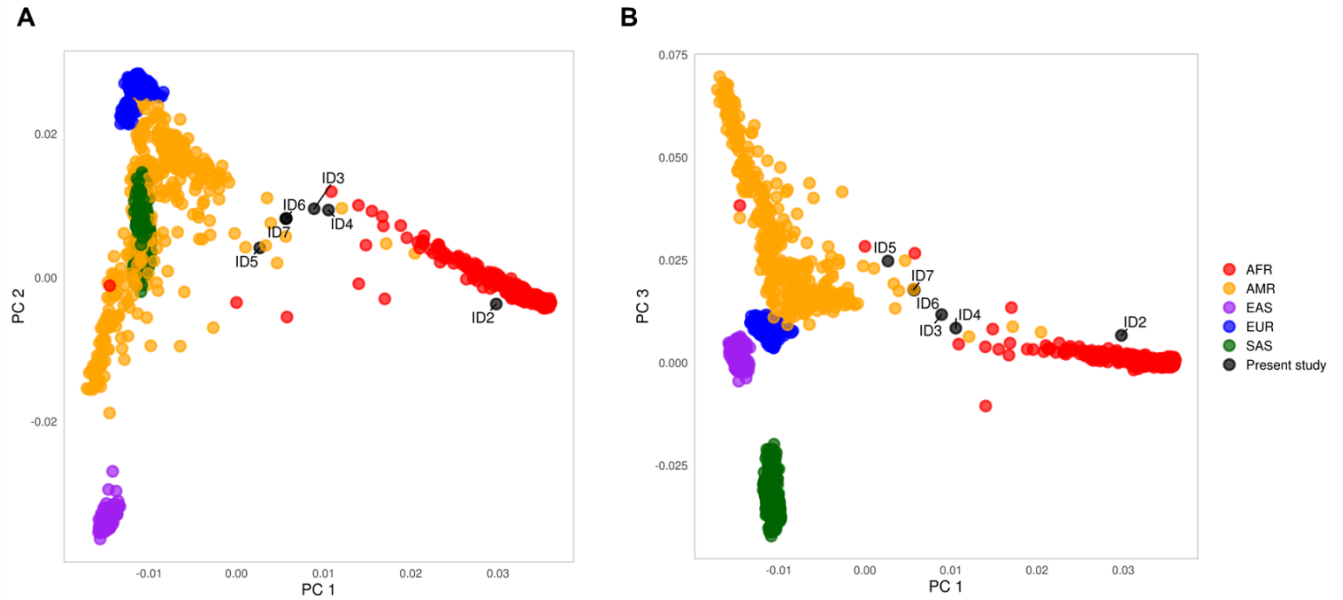 A
B
0.02
0.00
-0.02
PC 2
ID3
ID6
ID4
ID7
ID5
ID2
-0.01
0.00
0.01
0.02
0.03
PC 1
0.075
0.050
0.025
0.000
-0.025
PC 3
ID5
ID7
ID6
ID4
ID3
ID2
-0.01
0.00
0.01
0.02
0.03
PC 1
AFR
AMR
EAS
EUR
SAS
Present study